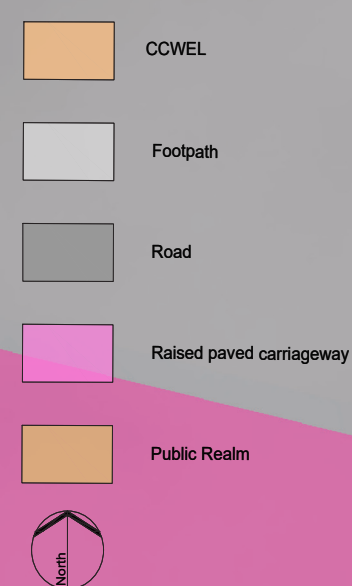 CCWEL
Footpath
Road
Raised paved carriageway
Public Realm
North